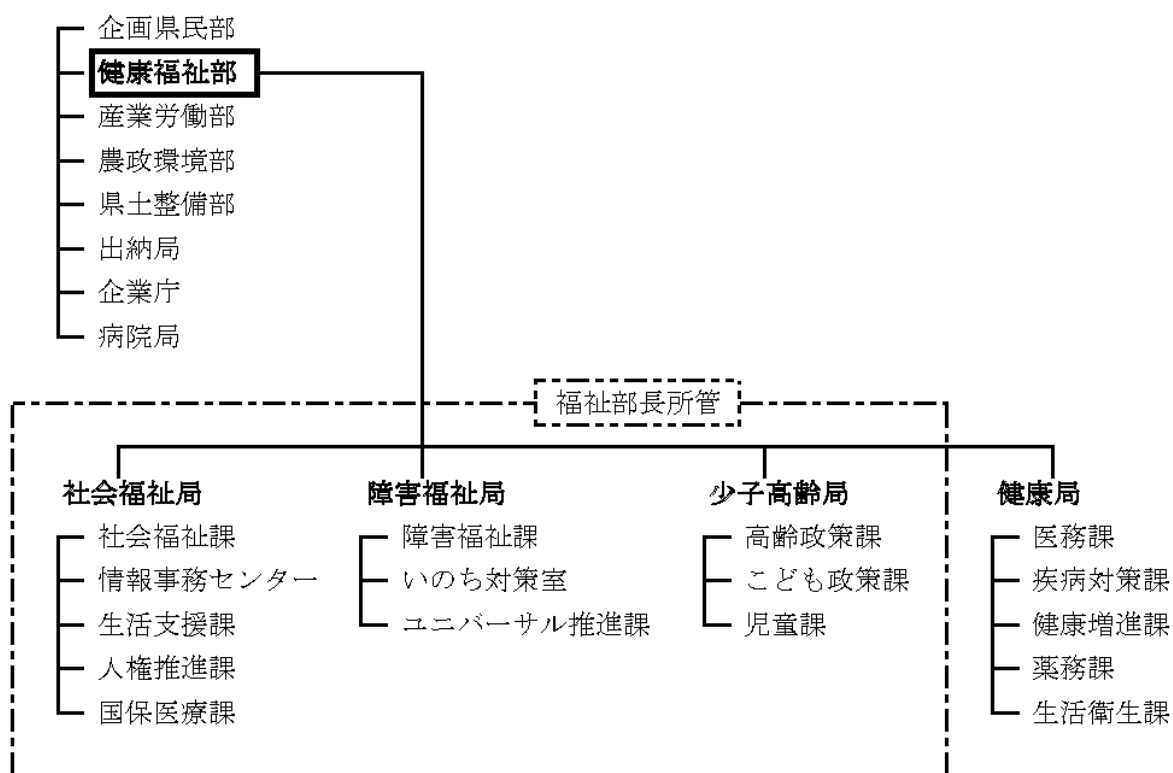 企画県民部
健康福祉部
産業労働部
農政環境部
県土整備部
出納局
企業庁
病院局
福祉部長所管
社会福祉局
社会福祉課
情報事務センター
生活支援課
人権推進課
国保医療課
障害福祉局
障害福祉課
いのち対策室
ユニバーサル推進課
少子高齢局
高齢政策課
こども政策課
児童課
健康局
医務課
疾病対策課
健康増進課
薬務課
生活衛生課